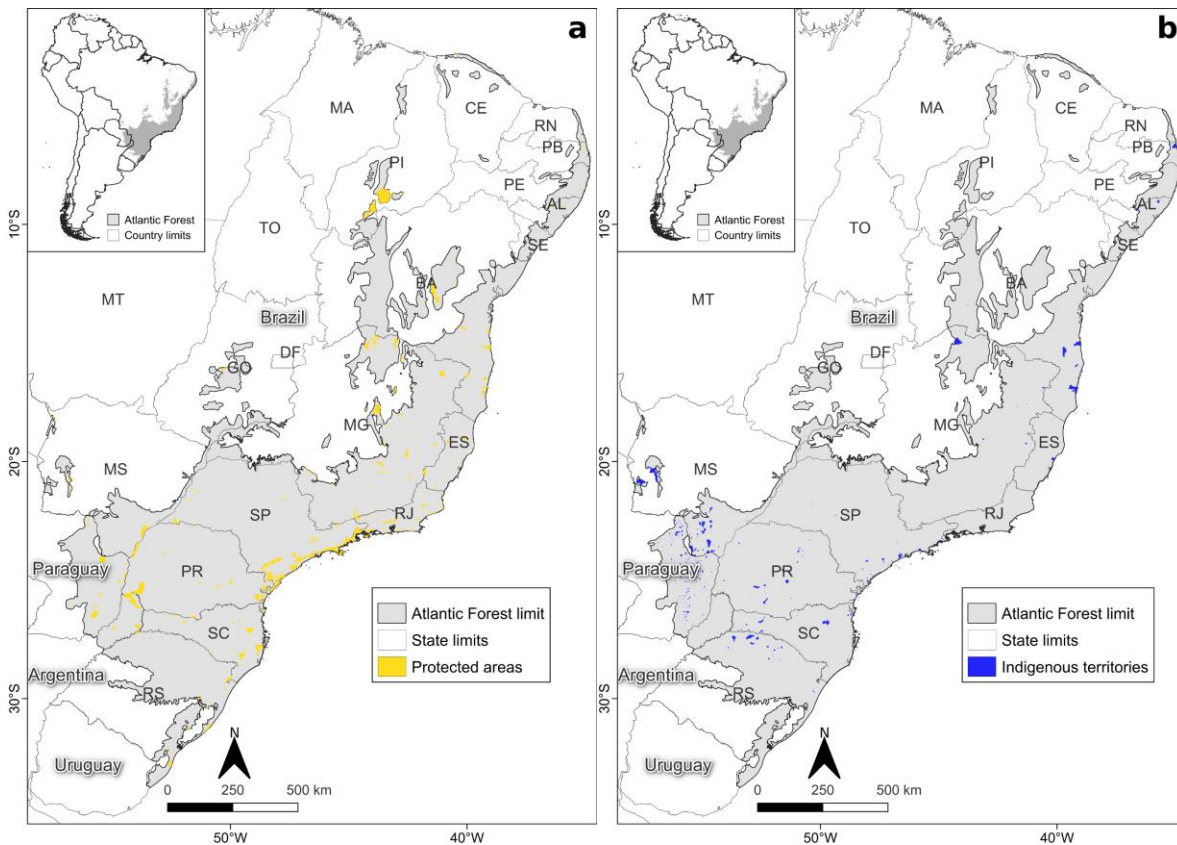 a
Atlantic Forest
Country limits
MA
CE
RN
PB
PI
PE
AL
10°S
TO
SE
BA
MT
Brazil
DF
GO
MG
ES
20°S
MS
SP
RJ
Paraguay
PR
Atlantic Forest limit
SC
State limits
Protected areas
Argentina
RS
30°S
N
Uruguay
0 250 500 km
50°W 40°W
b
Atlantic Forest
Country limits
MA
CE
RN
PB
PI
PE
AL
10°S
TO
SE
BA
MT
Brazil
DF
GO
MG
ES
20°S
MS
SP
RJ
Paraguay
PR
Atlantic Forest limit
SC
State limits
Indigenous territories
Argentina
RS
30°S
N
Uruguay
0 250 500 km
50°W 40°W